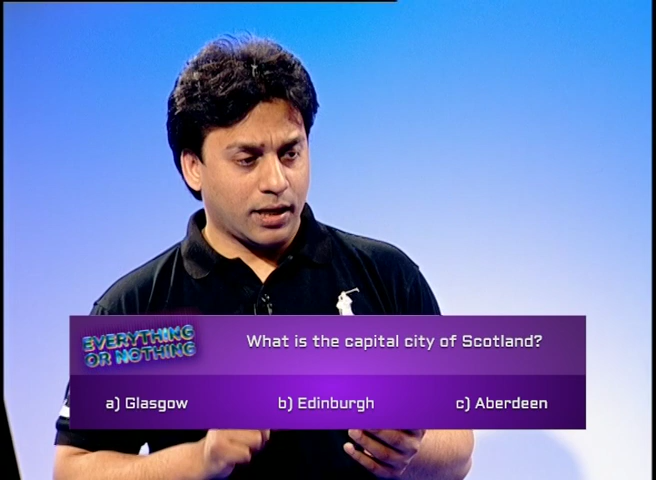 EVERYTHING
OR NOTHING
What is the capital city of Scotland?
a) Glasgow
b) Edinburgh
c) Aberdeen